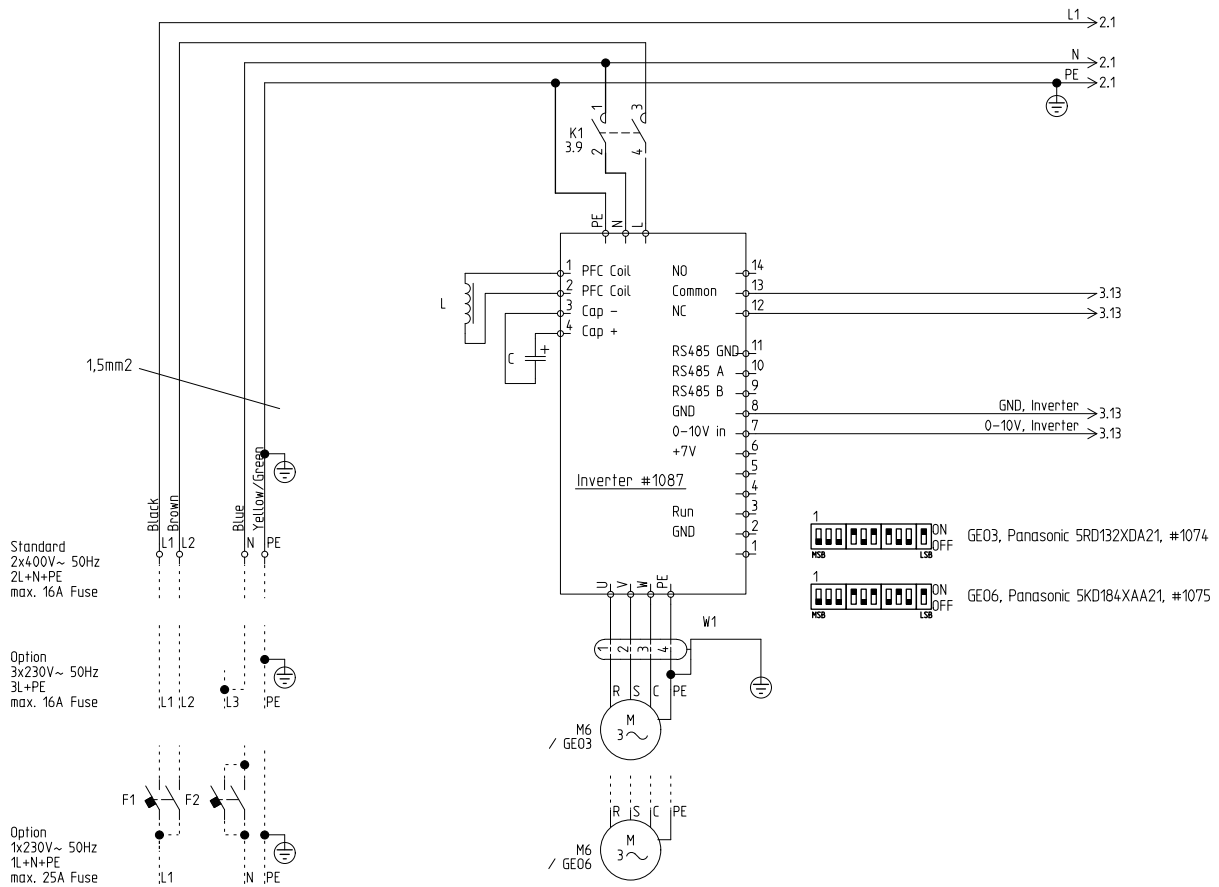 L1
2.1
N
2.1
PE
2.1
1
3
K1
3.9
2
4
PE
N
L
1 PFC Coil
2 PFC Coil
3 Cap -
4 Cap +
L
C
+
NO 14
Common 13
3.13
NC 12
3.13
RS485 GND 11
RS485 A 10
RS485 B 9
GND 8
GND, Inverter
3.13
0-10V in 7
0-10V, Inverter
3.13
+7V 6
5
4
Run 3
GND 2
1
Inverter #1087
U
V
W
PE
1,5mm2
Black
Brown
Blue
Yellow/Green
L1
L2
N
PE
Standard
2x400V~ 50Hz
2L+N+PE
max. 16A Fuse
Option
3x230V~ 50Hz
3L+PE
max. 16A Fuse
L1
L2
L3
PE
F1
F2
Option
1x230V~ 50Hz
1L+N+PE
max. 25A Fuse
L1
N
PE
1
ON
OFF
MSB
LSB
GE03, Panasonic 5RD132XDA21, #1074
1
ON
OFF
MSB
LSB
GE06, Panasonic 5KD184XAA21, #1075
W1
1
2
3
4
R
S
C
PE
M
3~
M6
/ GE03
R
S
C
PE
M
3~
M6
/ GE06